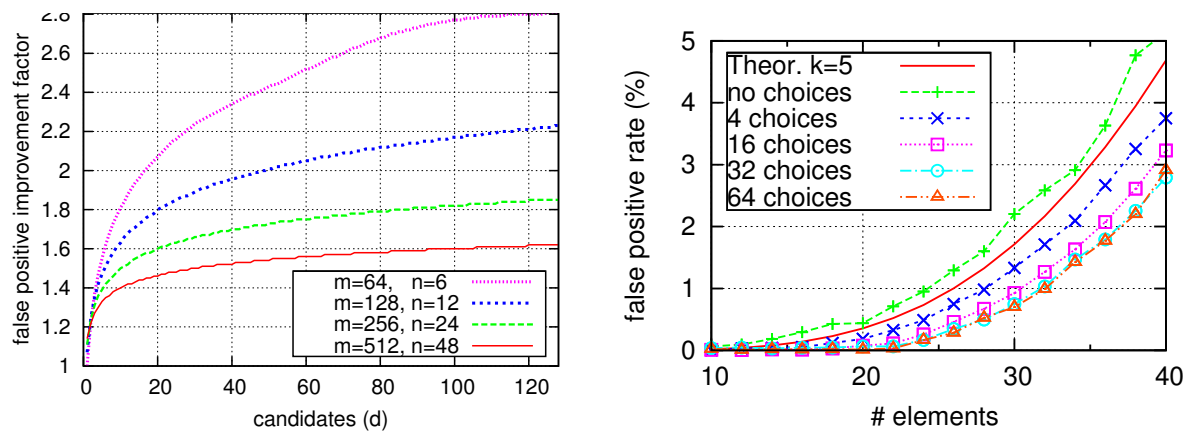 false positive improvement factor
2.8
2.6
2.4
2.2
2
1.8
1.6
1.4
1.2
1
m=64, n=6
m=128, n=12
m=256, n=24
m=512, n=48
0 20 40 60 80 100 120
candidates (d)
false positive rate (%)
5
4
3
2
1
0
Theor. k=5
no choices
4 choices
16 choices
32 choices
64 choices
10 20 30 40
# elements